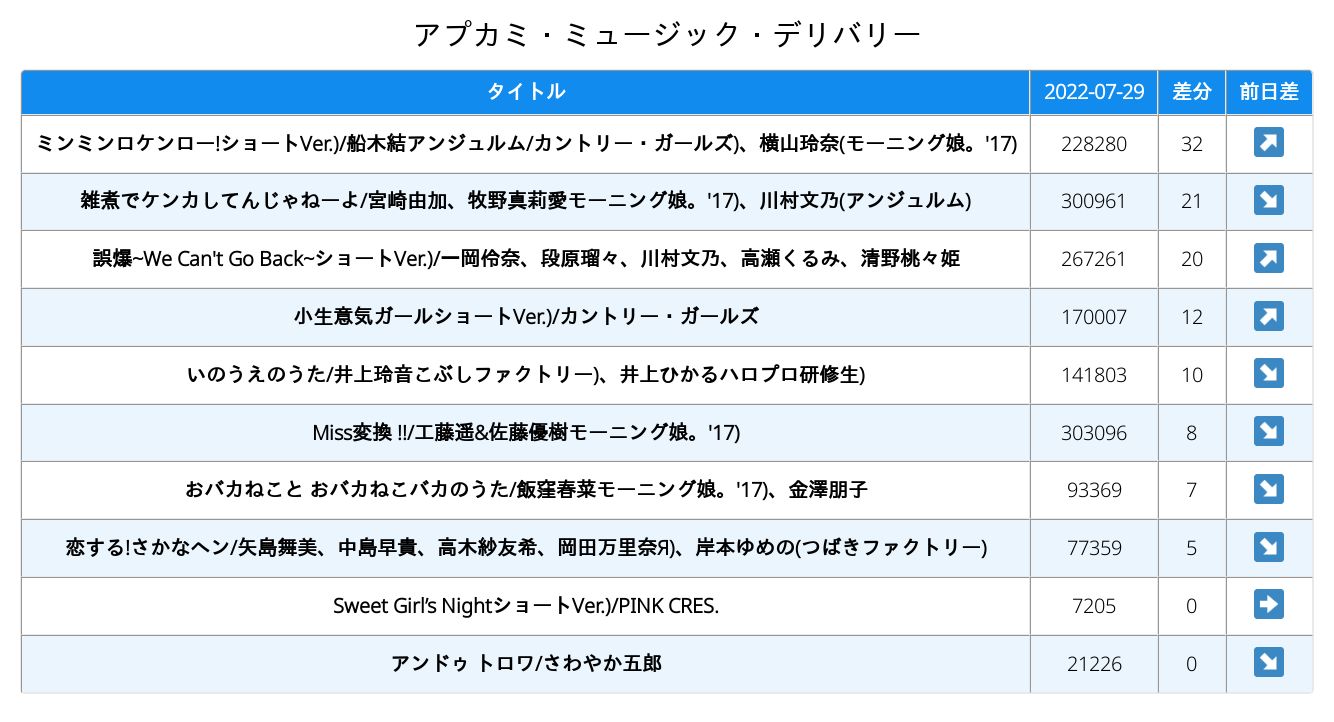 アプカミ・ミュージック・デリバリー
タイトル 2022-07-29 差分 前日差
ミンミンロケンロー!ショートVer.)/船木結アンジュルム/カントリー・ガールズ)、横山玲奈(モーニング娘。'17) 228280 32
雑煮でケンカしてんじゃねーよ/宮崎由加、牧野真莉愛モーニング娘。'17)、川村文乃(アンジュルム) 300961 21
誤爆~We Can't Go Back~ショートVer.)/一岡伶奈、段原瑠々、川村文乃、高瀬くるみ、清野桃々姫 267261 20
小生意気ガールショートVer.)/カントリー・ガールズ 170007 12
いのうえのうた/井上玲音こぶしファクトリー)、井上ひかるハロプロ研修生) 141803 10
Miss変換 !!/工藤遥&佐藤優樹モーニング娘。'17) 303096 8
おバカねこと おバカねこバカのうた/飯窪春菜モーニング娘。'17)、金澤朋子 93369 7
恋する!さかなヘン/矢島舞美、中島早貴、高木紗友希、岡田万里奈Я)、岸本ゆめの(つばきファクトリー) 77359 5
Sweet Girl’s NightショートVer.)/PINK CRES. 7205 0
アンドゥ トロワ/さわやか五郎 21226 0